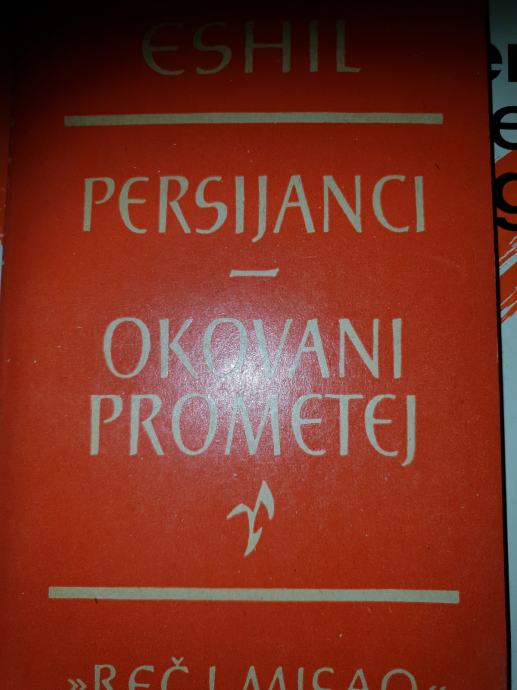 ESHIL
PERSIJANCI
—
OKOVANI
PROMETEJ
»REČ I MISAO«